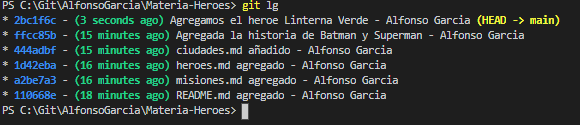 PS C:\Git\AlfonsoGarcia\Materia-Heroes> git lg
* 2bc1f6c - (3 seconds ago) Agregamos el heroe Linterna Verde - Alfonso Garcia (HEAD -> main)
* ffcc85b - (15 minutes ago) Agregada la historia de Batman y Superman - Alfonso Garcia
* 444adbf - (15 minutes ago) ciudades.md añadido - Alfonso Garcia
* 1d42eba - (16 minutes ago) heroes.md agregado - Alfonso Garcia
* a2be7a3 - (16 minutes ago) misiones.md agregado - Alfonso Garcia
* 110668e - (18 minutes ago) README.md agregado - Alfonso Garcia
PS C:\Git\AlfonsoGarcia\Materia-Heroes>